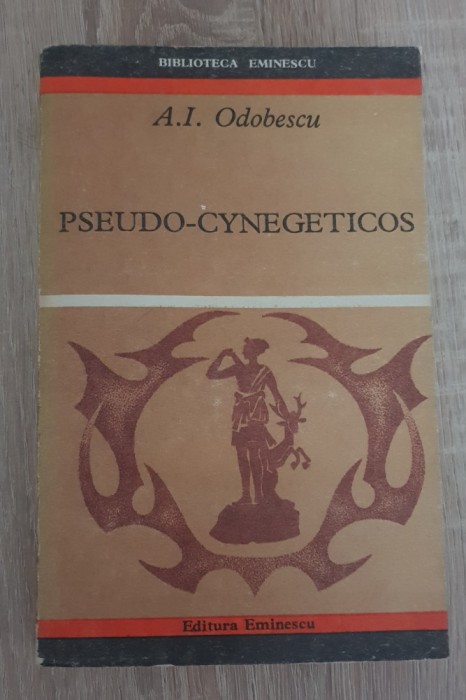 BIBLIOTECA EMINESCU
A.I. Odobescu
PSEUDO-CYNEGETICOS
Editura Eminescu